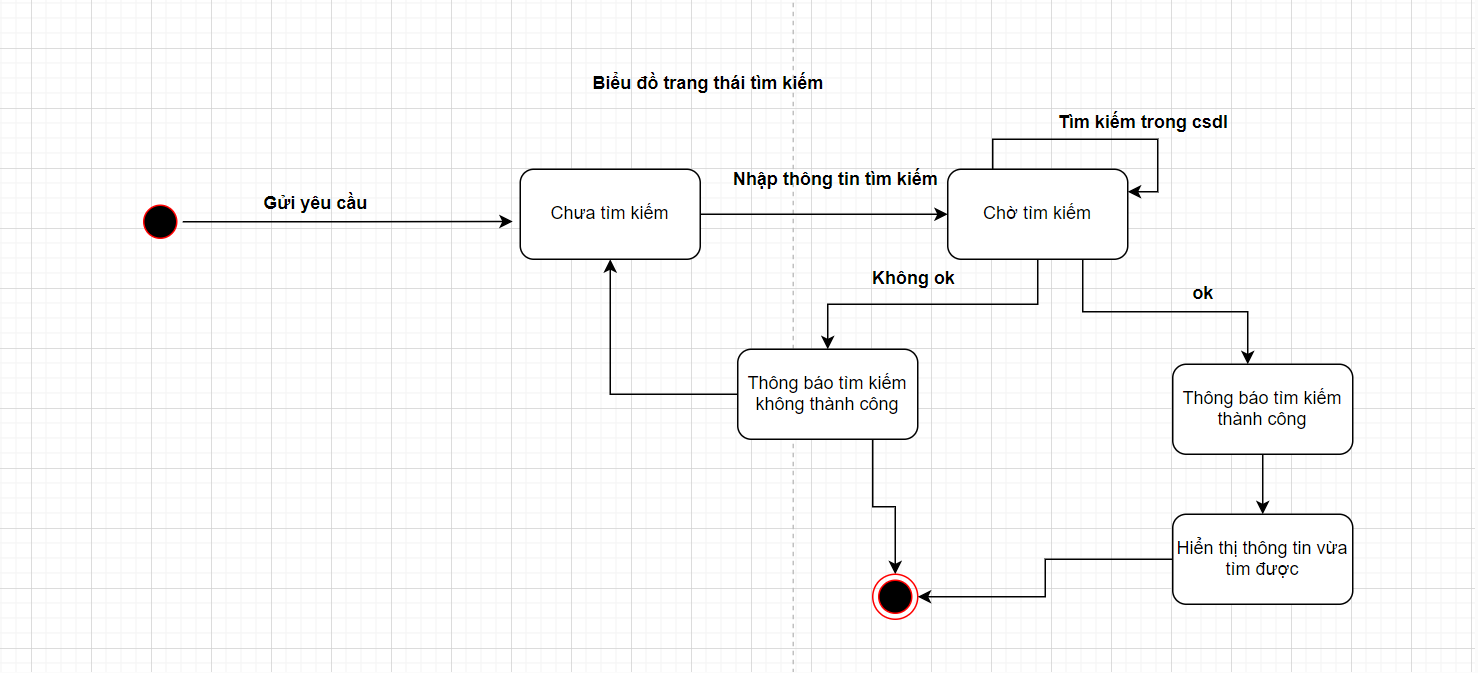 Biểu đồ trang thái tìm kiếm
Tìm kiếm trong csdl
Gửi yêu cầu
Nhập thông tin tìm kiếm
Chưa tìm kiếm
Chờ tìm kiếm
Không ok
ok
Thông báo tìm kiếm
không thành công
Thông báo tìm kiếm
thành công
Hiển thị thông tin vừa
tìm được